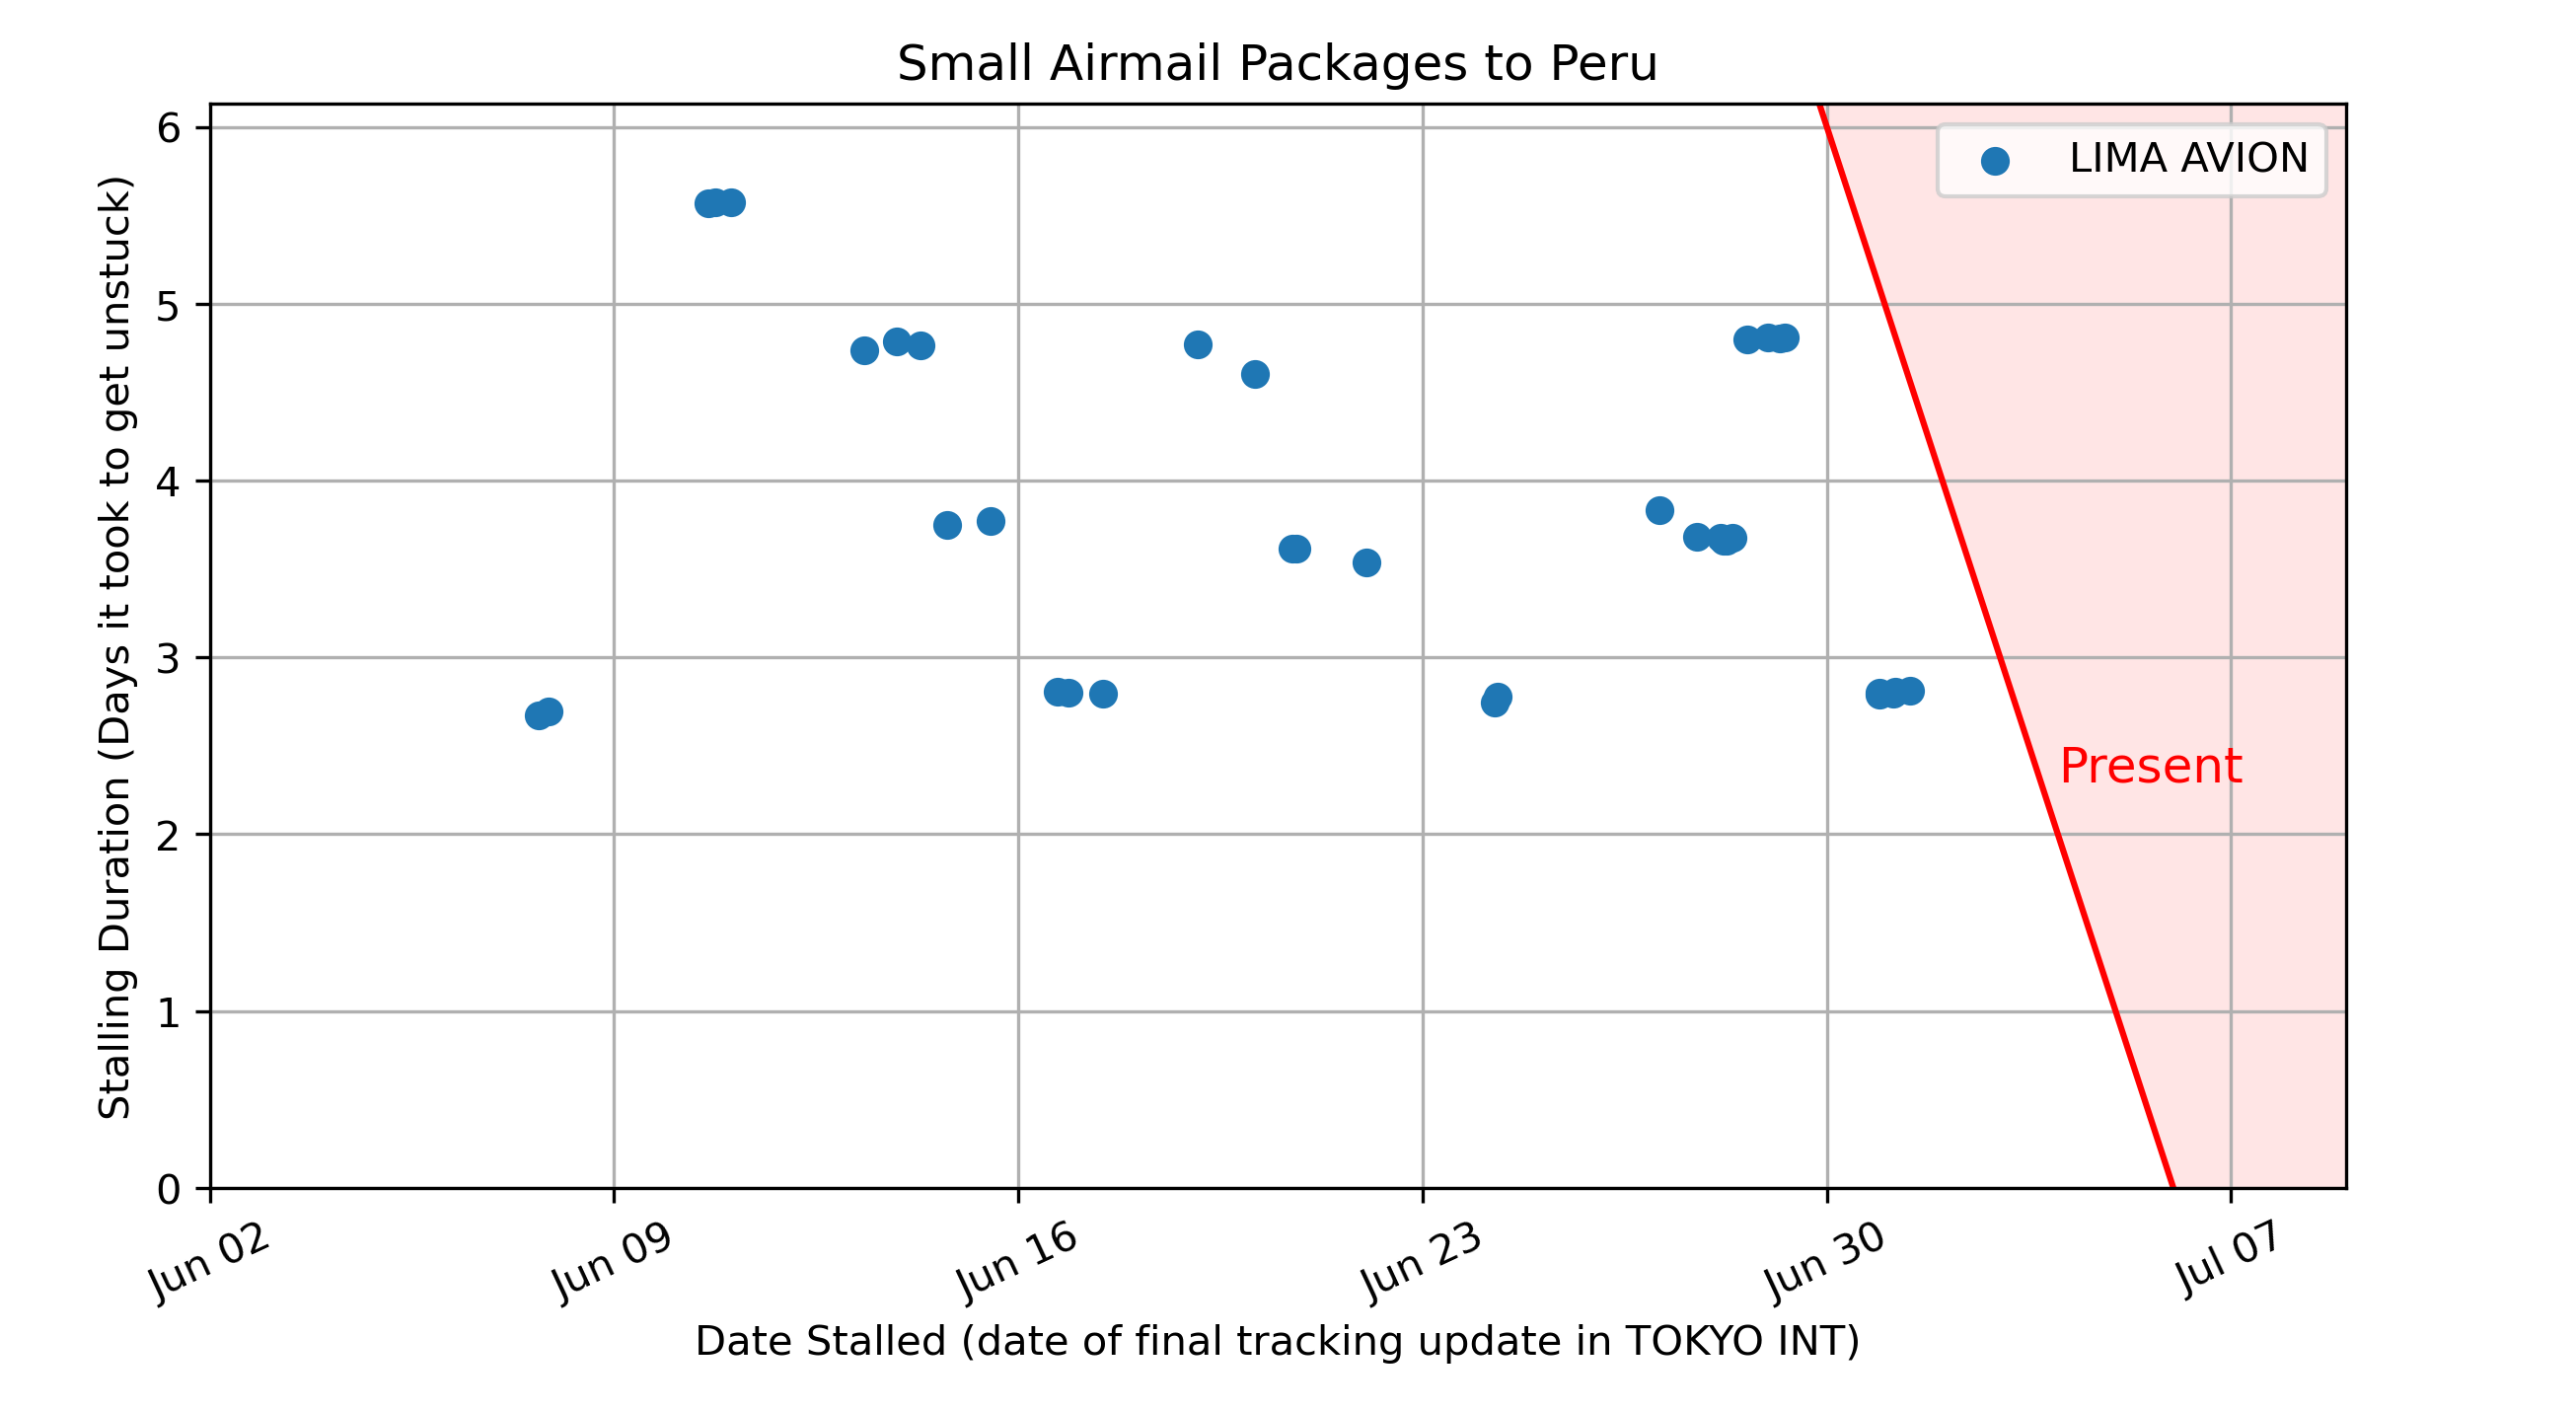 Small Airmail Packages to Peru
LIMA AVION
Stalling Duration (Days it took to get unstuck)
6
5
4
3
2
1
0
Present
Jun 02
Jun 09
Jun 16
Jun 23
Jun 30
Jul 07
Date Stalled (date of final tracking update in TOKYO INT)